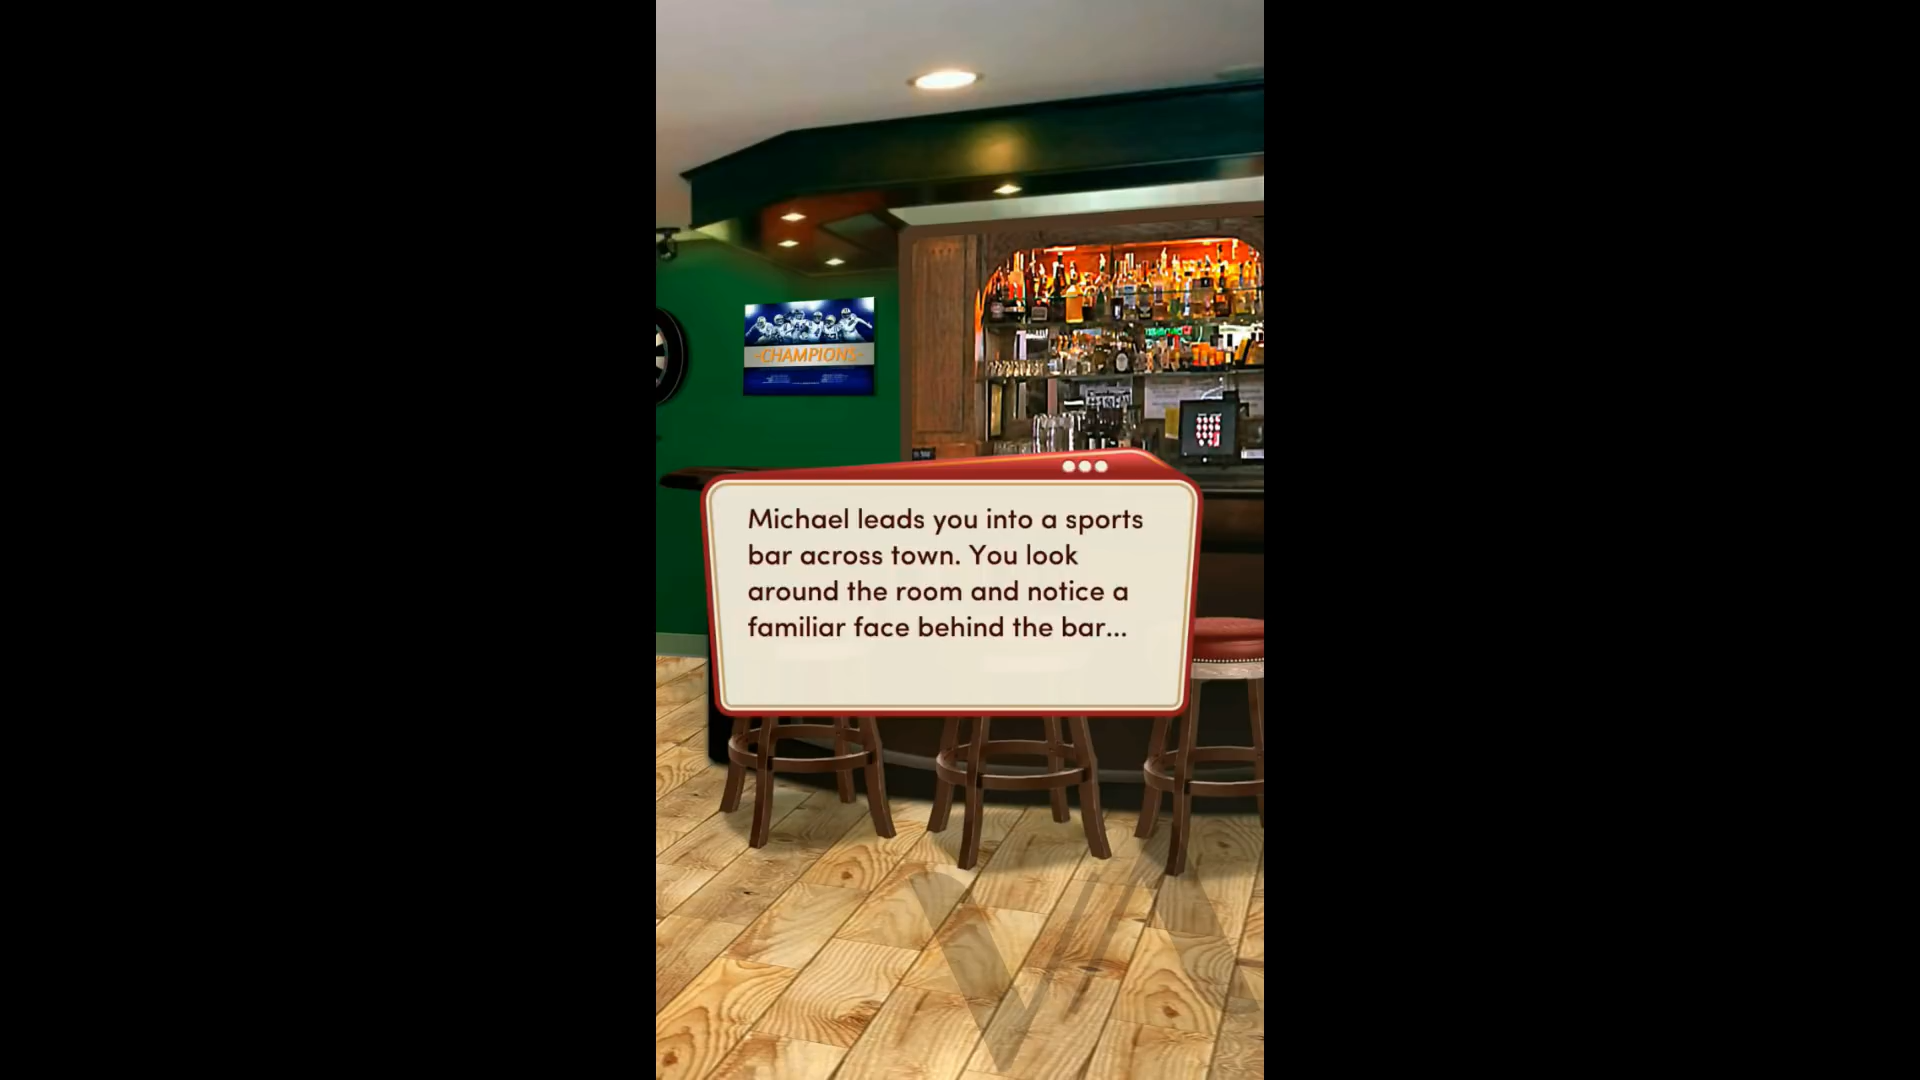 -CHAMPIONS-
Michael leads you into a sports
bar across town. You look
around the room and notice a
familiar face behind the bar...